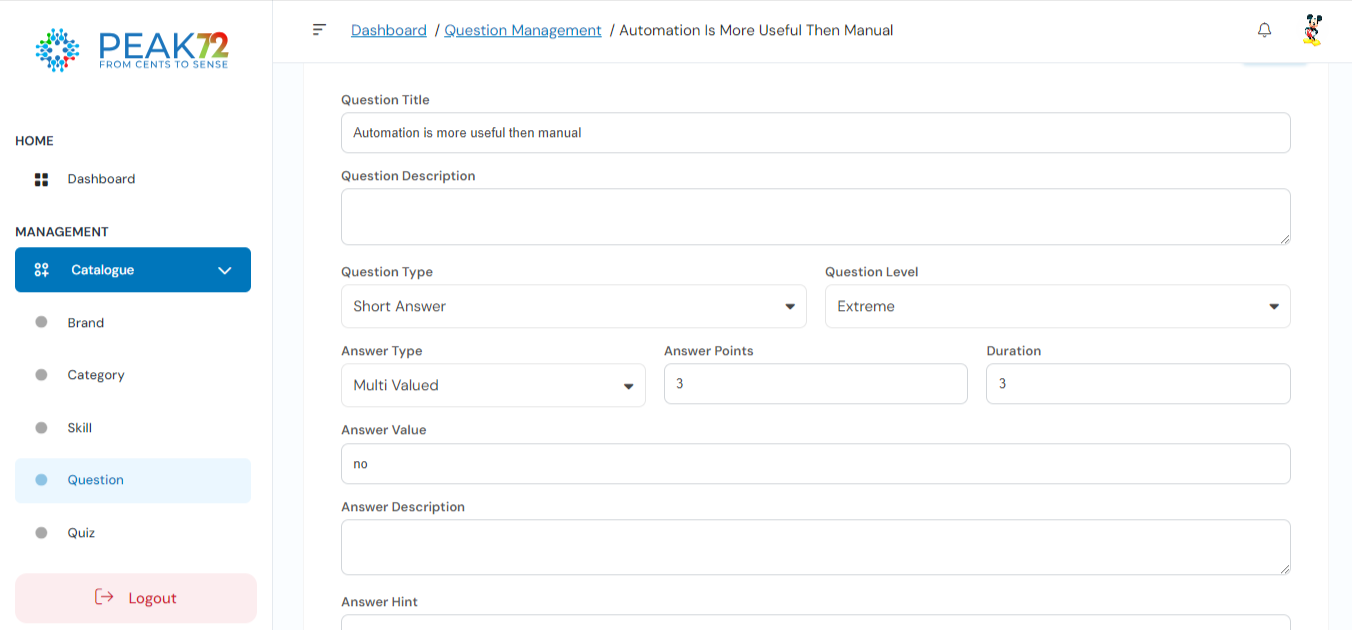 PEAK72
FROM CENTS TO SENSE
Dashboard / Question Management / Automation Is More Useful Then Manual
HOME
Dashboard
MANAGEMENT
Catalogue
Brand
Category
Skill
Question
Quiz
Logout
Question Title
Automation is more useful then manual
Question Description
Question Type
Question Level
Short Answer
Extreme
Answer Type
Answer Points
Duration
Multi Valued
3
3
Answer Value
no
Answer Description
Answer Hint